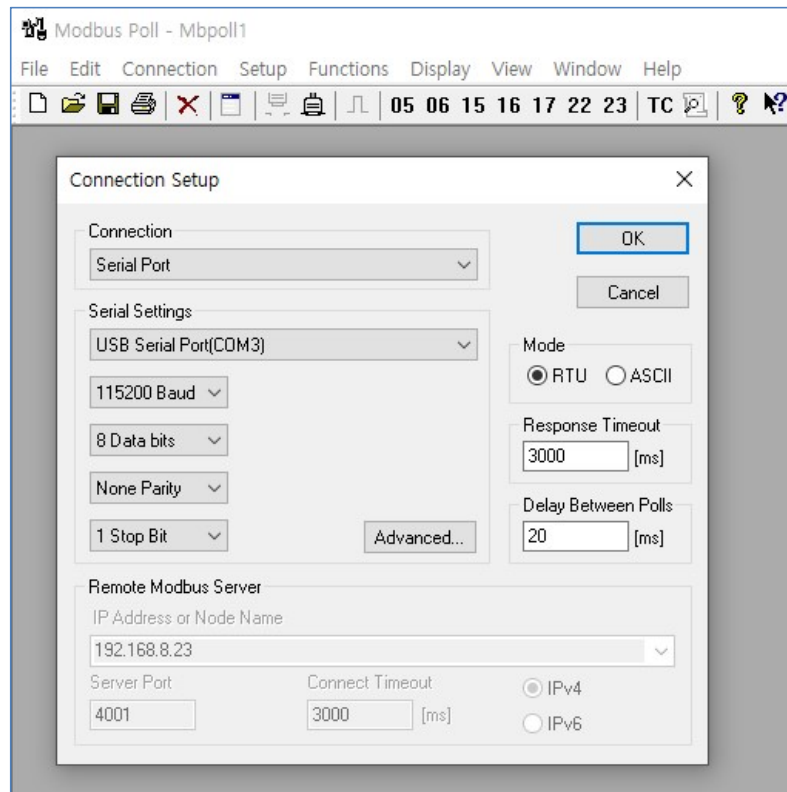 Modbus Poll - Mbpoll1
File Edit Connection Setup Functions Display View Window Help
05 06 15 16 17 22 23 TC
Connection Setup
Connection
Serial Port
OK
Cancel
Serial Settings
USB Serial Port(COM3)
Mode
RTU ASCII
115200 Baud
8 Data bits
Response Timeout
3000 [ms]
None Parity
Delay Between Polls
1 Stop Bit
Advanced...
20 [ms]
Remote Modbus Server
IP Address or Node Name
192.168.8.23
Server Port Connect Timeout
IPv4
4001 3000 [ms]
IPv6